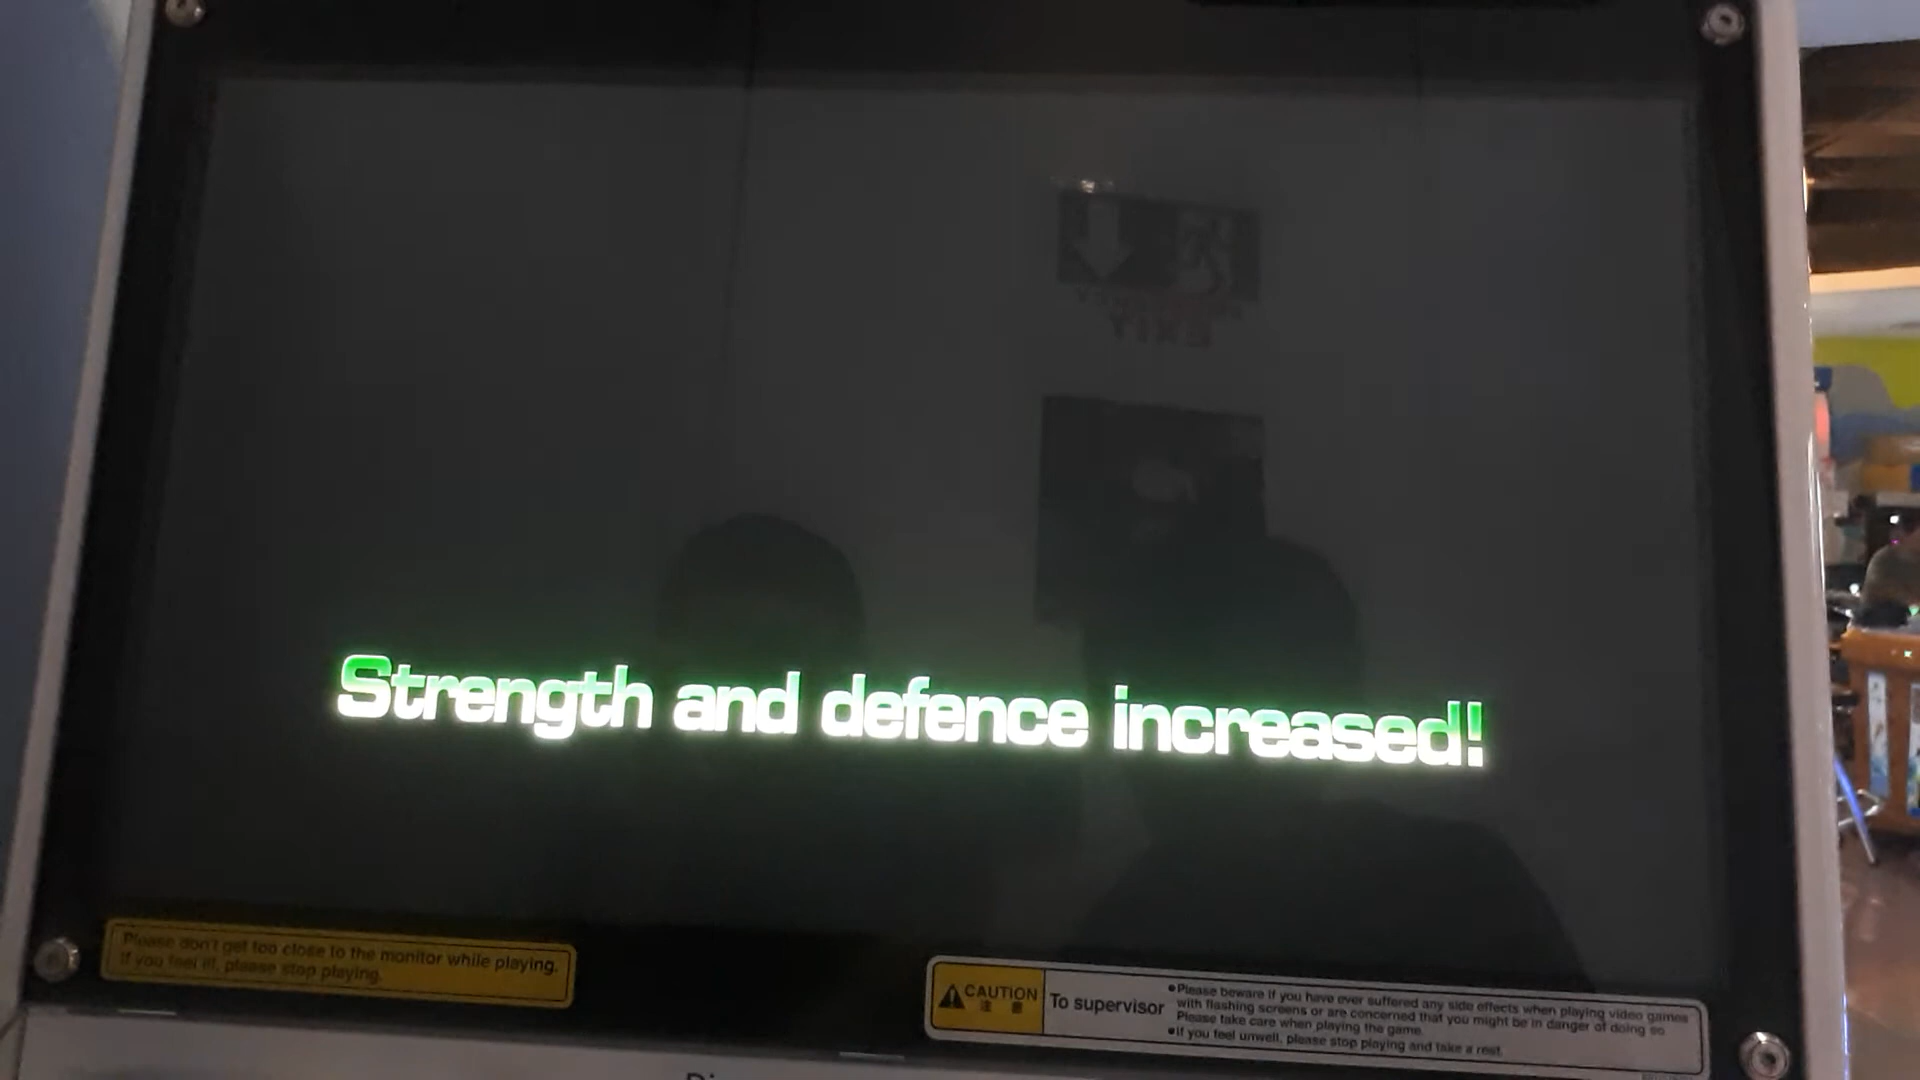 EXIT
Strength and defence increased!
Please don't get too close to the monitor while playing.
If you feel ill, please stop playing.
CAUTION
注 意
To supervisor
●Please beware if you have ever suffered any side effects when playing video games
with flashing screens or are concerned that you might be in danger of doing so
Please take care when playing the game.
●If you feel unwell, please stop playing and take a rest.